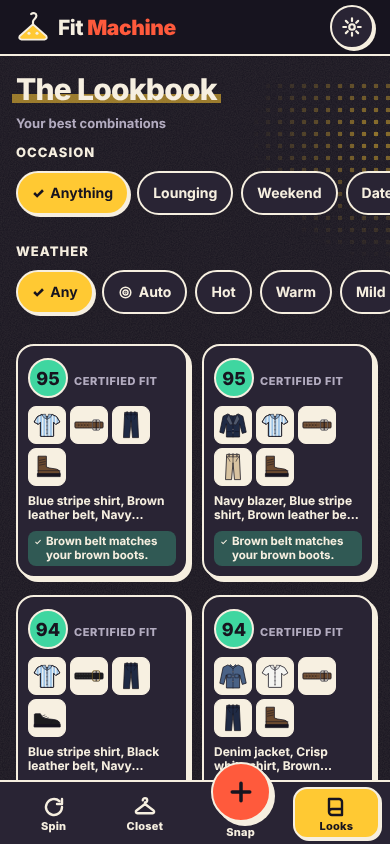 Fit Machine
The Lookbook
Your best combinations
OCCASION
Anything Lounging Weekend Date
WEATHER
Any Auto Hot Warm Mild
95 CERTIFIED FIT
Blue stripe shirt, Brown
leather belt, Navy...
Brown belt matches
your brown boots.
95 CERTIFIED FIT
Navy blazer, Blue stripe
shirt, Brown leather be...
Brown belt matches
your brown boots.
94 CERTIFIED FIT
Blue stripe shirt, Black
leather belt, Navy...
94 CERTIFIED FIT
Denim jacket, Crisp
white shirt, Brown...
Spin
Closet
Snap
Looks